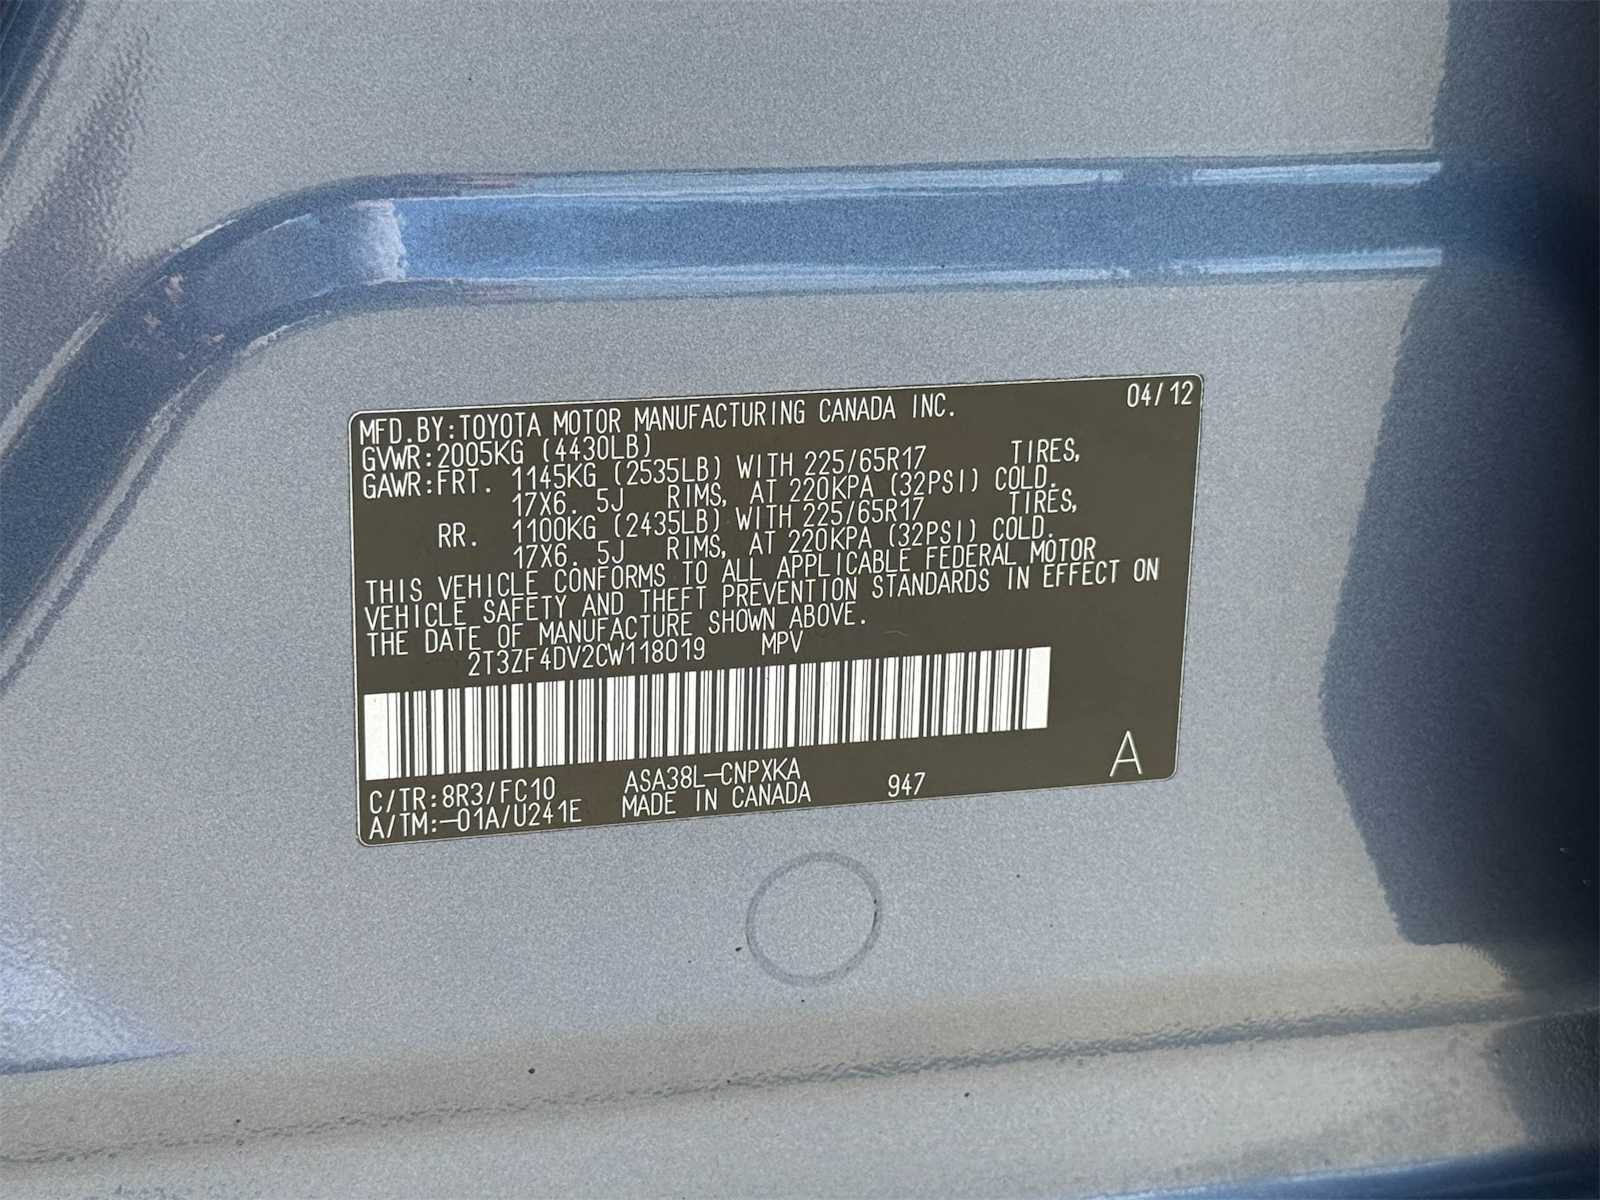 04/12
MFD.BY:TOYOTA MOTOR MANUFACTURING CANADA INC.
GVWR:2005KG (4430LB)
GAWR:FRT. 1145KG (2535LB) WITH 225/65R17 TIRES,
17X6.5J RIMS, AT 220KPA (32PSI) COLD.
RR. 1100KG (2435LB) WITH 225/65R17 TIRES,
17X6.5J RIMS, AT 220KPA (32PSI) COLD.
THIS VEHICLE CONFORMS TO ALL APPLICABLE FEDERAL MOTOR
VEHICLE SAFETY AND THEFT PREVENTION STANDARDS IN EFFECT ON
THE DATE OF MANUFACTURE SHOWN ABOVE.
2T3ZF4DV2CW118019 MPV
A
C/TR:8R3/FC10 ASA38L-CNPXKA 947
A/TM:-01A/U241E MADE IN CANADA